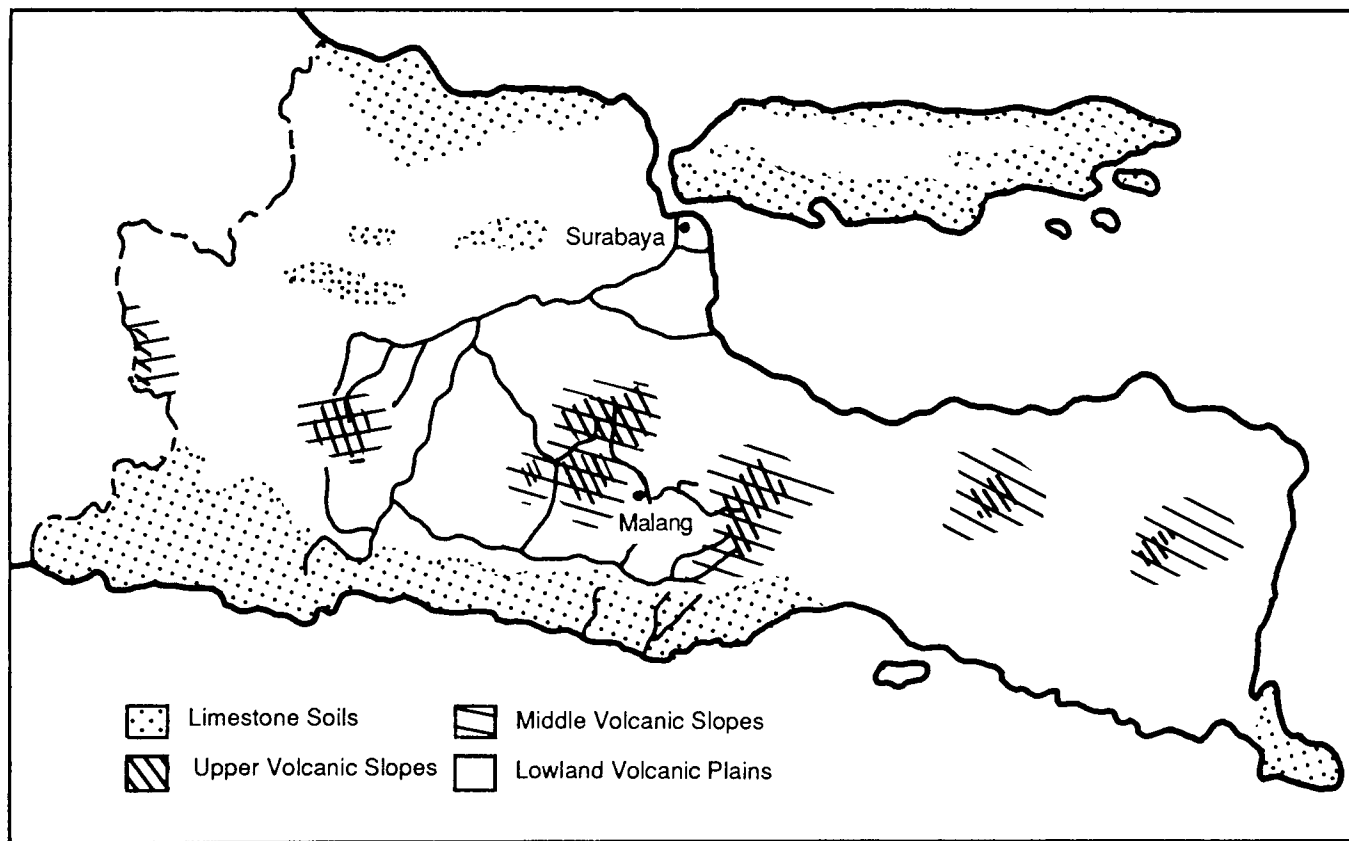 Surabaya
Malang
Limestone Soils
Middle Volcanic Slopes
Upper Volcanic Slopes
Lowland Volcanic Plains